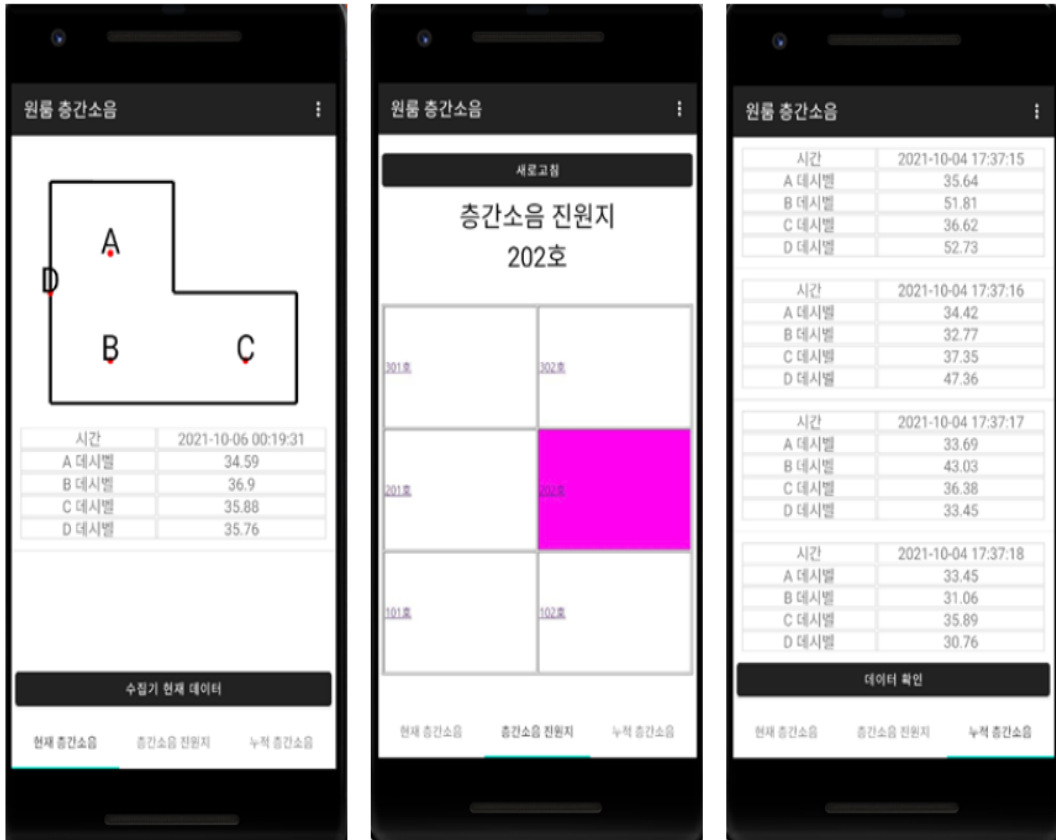 원룸 층간소음
A
D
B
C
시간 2021-10-06 00:19:31
A 데시벨 34.59
B 데시벨 36.9
C 데시벨 35.88
D 데시벨 35.76
수집기 현재 데이터
현재 층간소음 층간소음 진원지 누적 층간소음
원룸 층간소음
새로고침
층간소음 진원지
202호
301호 302호
201호 202호
101호 102호
현재 층간소음 층간소음 진원지 누적 층간소음
원룸 층간소음
시간 2021-10-04 17:37:15
A 데시벨 35.64
B 데시벨 51.81
C 데시벨 36.62
D 데시벨 52.73
시간 2021-10-04 17:37:16
A 데시벨 34.42
B 데시벨 32.77
C 데시벨 37.35
D 데시벨 47.36
시간 2021-10-04 17:37:17
A 데시벨 33.69
B 데시벨 43.03
C 데시벨 36.38
D 데시벨 33.45
시간 2021-10-04 17:37:18
A 데시벨 33.45
B 데시벨 31.06
C 데시벨 35.89
D 데시벨 30.76
데이터 확인
현재 층간소음 층간소음 진원지 누적 층간소음